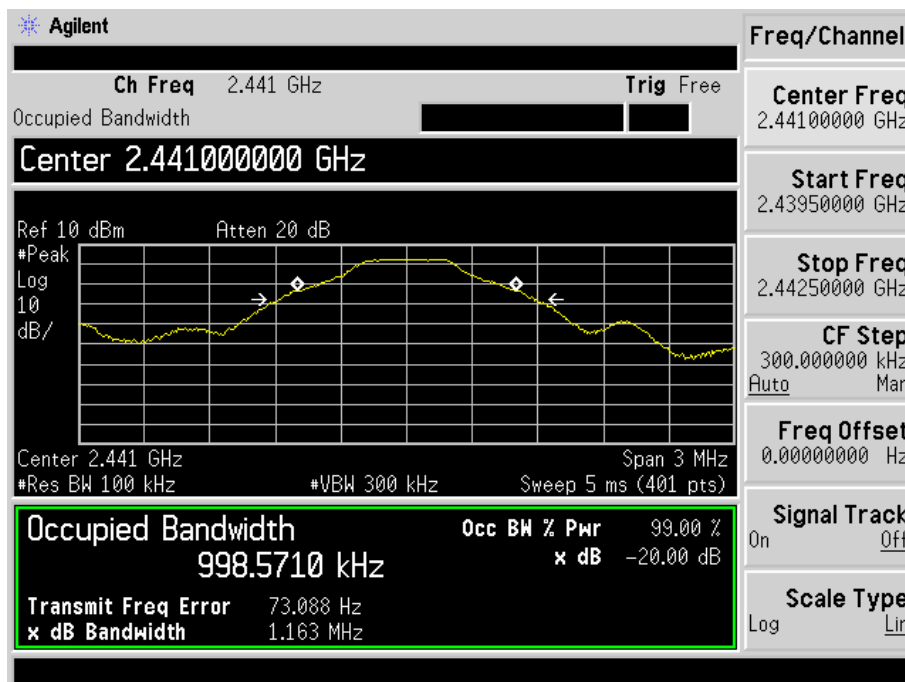 Agilent
Freq/Channel
Ch Freq 2.441 GHz Trig Free
Occupied Bandwidth
Center 2.441000000 GHz
Ref 10 dBm Atten 20 dB
#Peak
Log
10
dB/
Center 2.441 GHz Span 3 MHz
#Res BW 100 kHz #VBW 300 kHz Sweep 5 ms (401 pts)
Occupied Bandwidth Occ BW % Pwr 99.00 %
998.5710 kHz x dB -20.00 dB
Transmit Freq Error 73.088 Hz
x dB Bandwidth 1.163 MHz
Center Freq
2.44100000 GHz
Start Freq
2.43950000 GHz
Stop Freq
2.44250000 GHz
CF Step
300.000000 kHz
Auto Man
Freq Offset
0.00000000 Hz
Signal Track
On Off
Scale Type
Log Lin